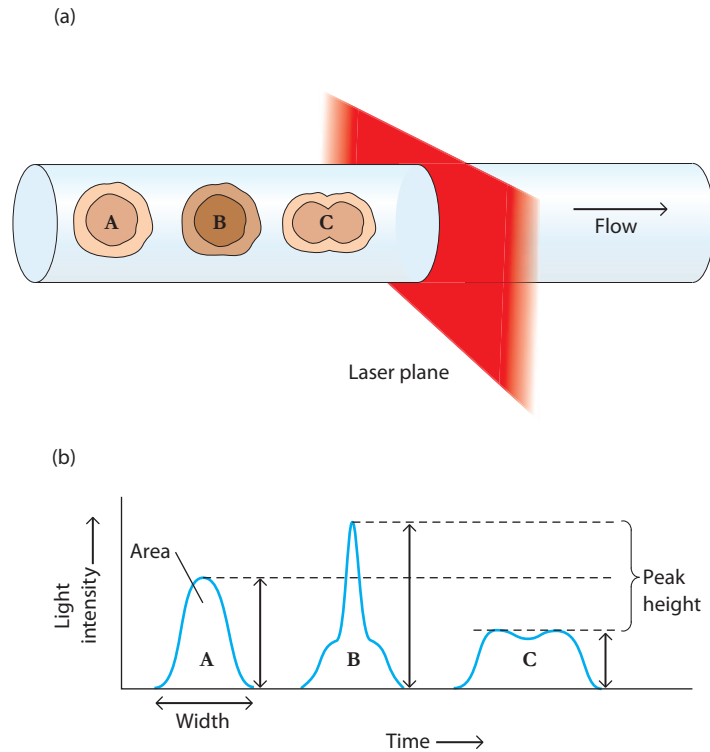 (a)
A
B
C
Flow
Laser plane
(b)
Light
intensity
Area
A
B
C
Peak
height
Width
Time